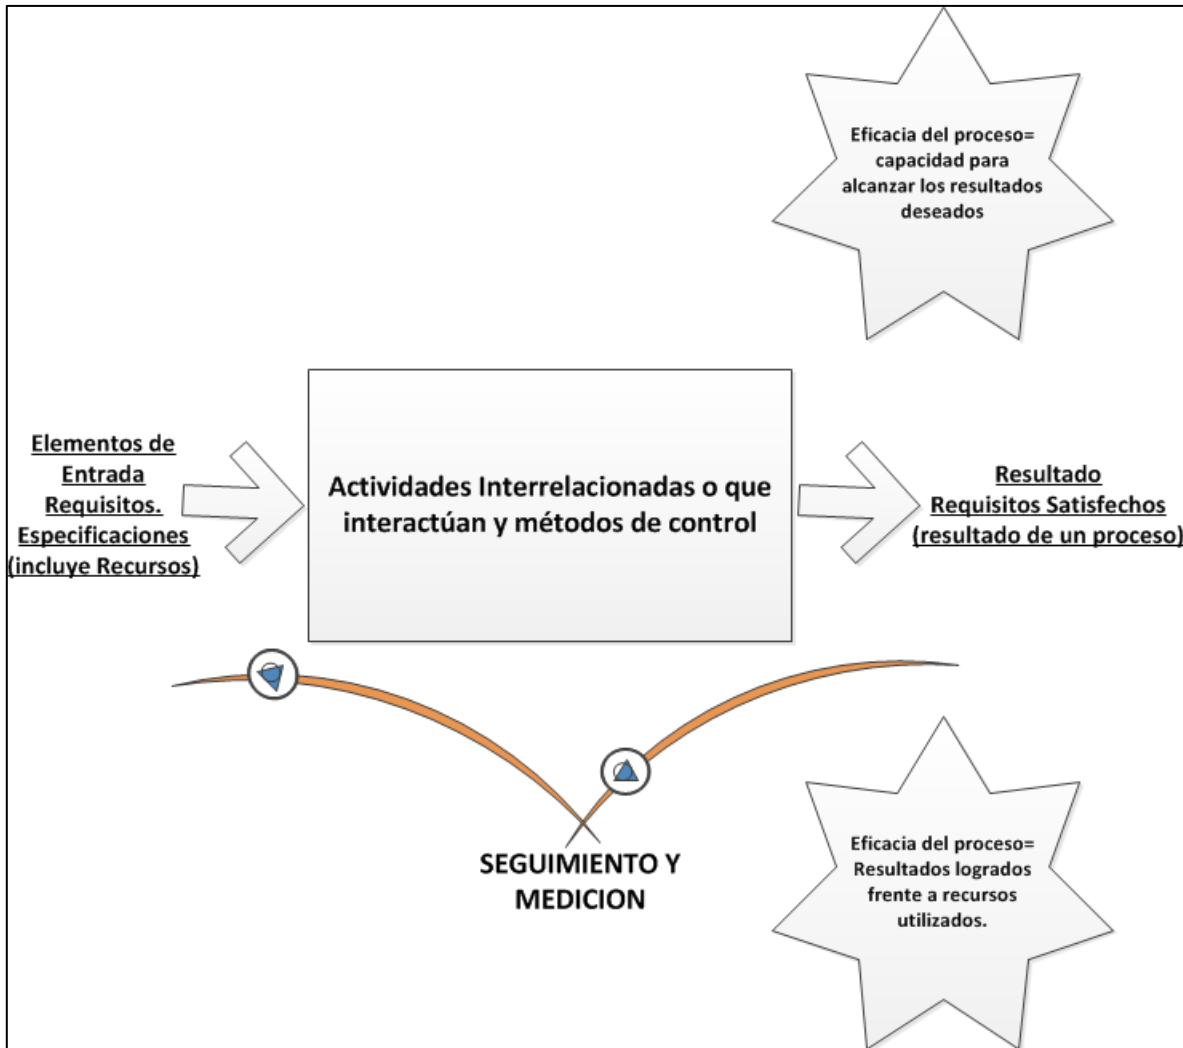 Eficacia del proceso=
capacidad para
alcanzar los resultados
deseados
Elementos de
Entrada
Requisitos.
Especificaciones
(incluye Recursos)
Actividades Interrelacionadas o que
interactúan y métodos de control
Resultado
Requisitos Satisfechos
(resultado de un proceso)
SEGUIMIENTO Y
MEDICION
Eficacia del proceso=
Resultados logrados
frente a recursos
utilizados.